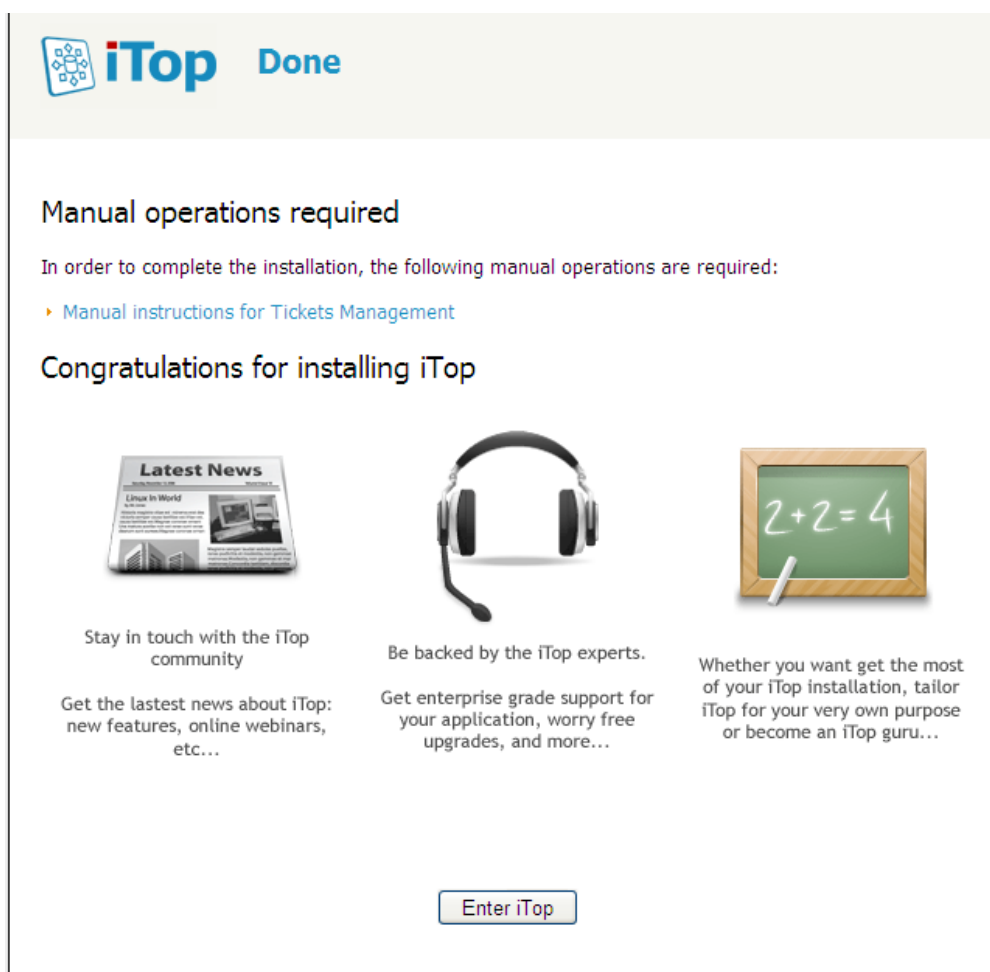 iTop Done
Manual operations required
In order to complete the installation, the following manual operations are required:
Manual instructions for Tickets Management
Congratulations for installing iTop
Latest News
Linux In World
2+2=4
Stay in touch with the iTop
community
Get the lastest news about iTop:
new features, online webinars,
etc...
Be backed by the iTop experts.
Get enterprise grade support for
your application, worry free
upgrades, and more...
Whether you want get the most
of your iTop installation, tailor
iTop for your very own purpose
or become an iTop guru...
Enter iTop